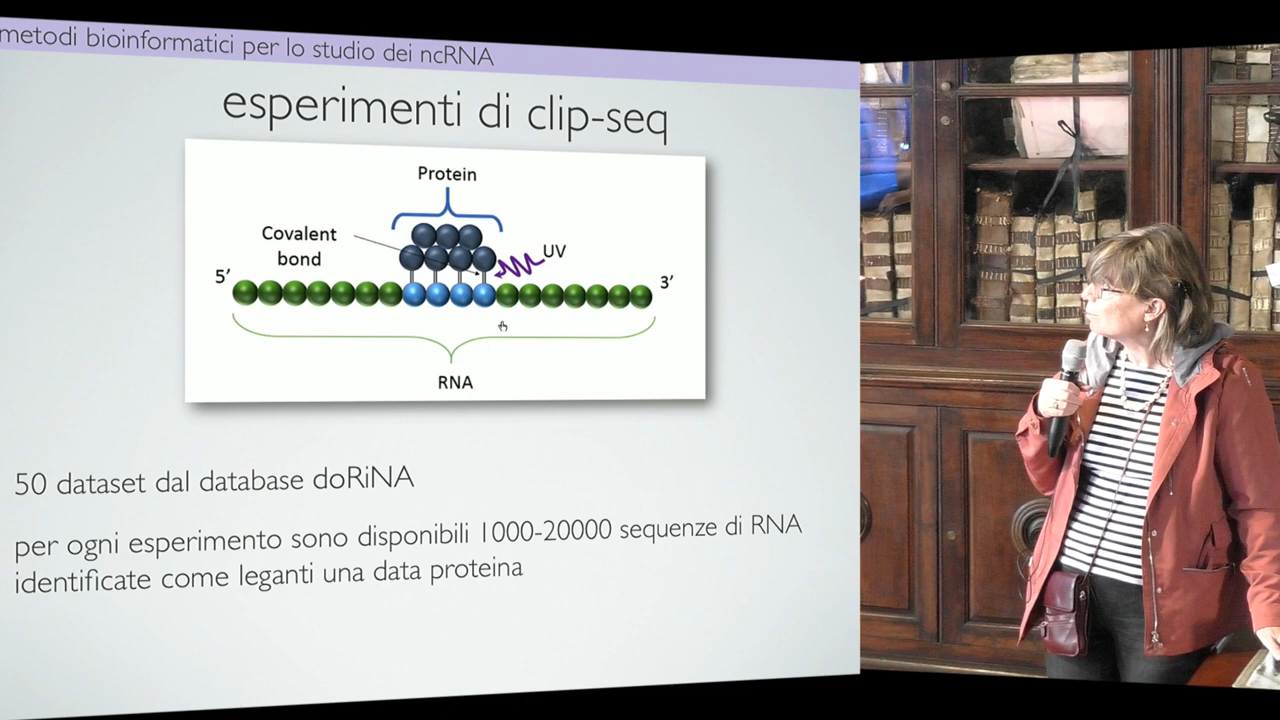 metodi bioinformatici per lo studio dei ncRNA
esperimenti di clip-seq
Protein
Covalent
bond
UV
5’
3’
RNA
50 dataset dal database doRiNA
per ogni esperimento sono disponibili 1000-20000 sequenze di RNA
identificate come leganti una data proteina